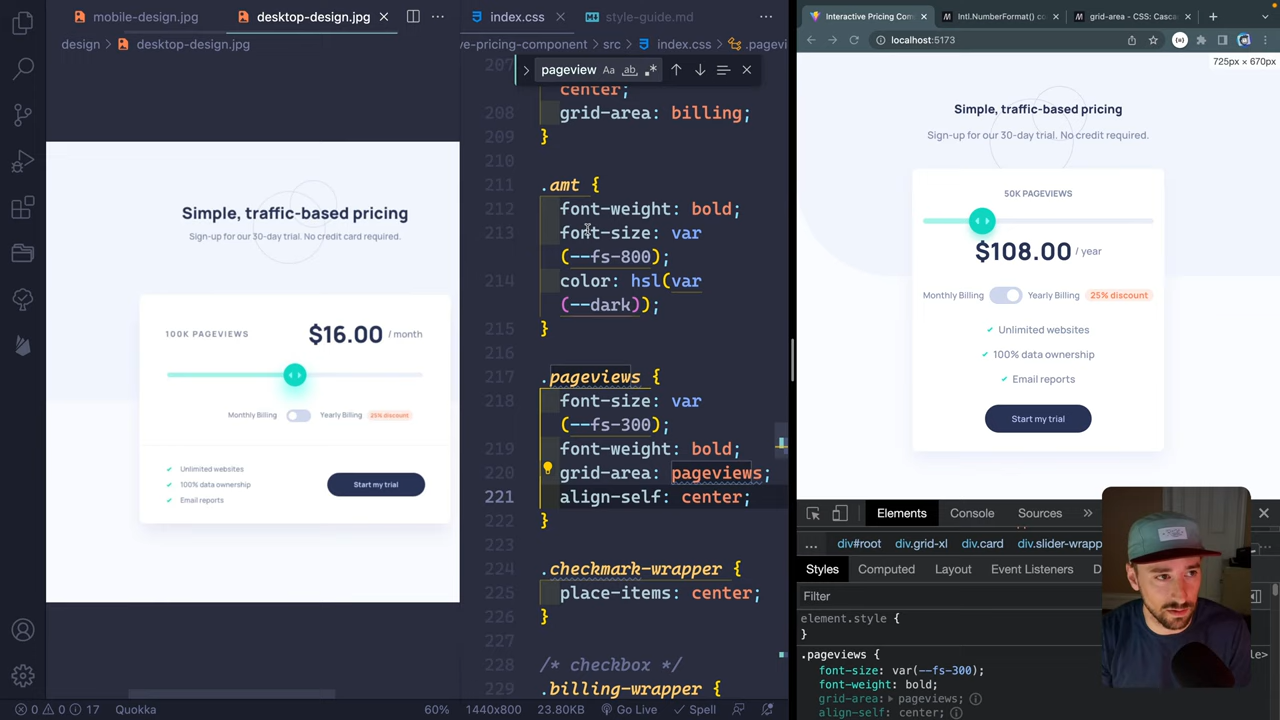 mobile-design.jpg
desktop-design.jpg
index.css
style-guide.md
Interactive Pricing Com
Intl.NumberFormat() co
grid-area - CSS: Casca
design > desktop-design.jpg
ve-pricing-component > src > index.css > .pagevi
localhost:5173
725px × 670px
pageview
Aa
ab
center;
208 grid-area: billing;
209 }
210
211 .amt {
212 font-weight: bold;
213 font-size: var
(--fs-800);
214 color: hsl(var
(--dark));
215 }
216
217 .pageviews {
218 font-size: var
(--fs-300);
219 font-weight: bold;
220 grid-area: pageviews;
221 align-self: center;
222 }
223
224 .checkmark-wrapper {
225 place-items: center;
226 }
227
228 /* checkbox */
229 .billing-wrapper {
Simple, traffic-based pricing
Sign-up for our 30-day trial. No credit card required.
100K PAGEVIEWS
$16.00 / month
Monthly Billing
Yearly Billing
25% discount
Unlimited websites
100% data ownership
Email reports
Start my trial
Simple, traffic-based pricing
Sign-up for our 30-day trial. No credit required.
50K PAGEVIEWS
$108.00 / year
Monthly Billing
Yearly Billing
25% discount
Unlimited websites
100% data ownership
Email reports
Start my trial
Elements
Console
Sources
»
... div#root div.grid-xl div.card div.slider-wrapp
Styles
Computed
Layout
Event Listeners
Filter
element.style {
}
.pageviews {
font-size: var(--fs-300);
font-weight: bold;
grid-area: pageviews;
align-self: center;
0 0 17
Quokka
60%
1440x800
23.80KB
Go Live
Spell